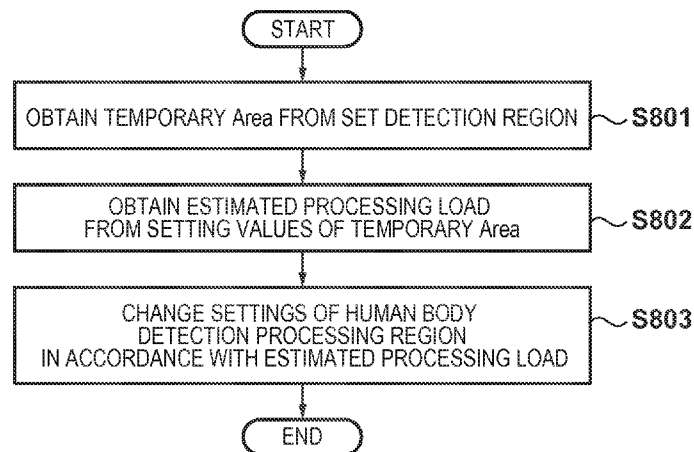 START
OBTAIN TEMPORARY Area FROM SET DETECTION REGION
S801
OBTAIN ESTIMATED PROCESSING LOAD
FROM SETTING VALUES OF TEMPORARY Area
S802
CHANGE SETTINGS OF HUMAN BODY
DETECTION PROCESSING REGION
IN ACCORDANCE WITH ESTIMATED PROCESSING LOAD
S803
END